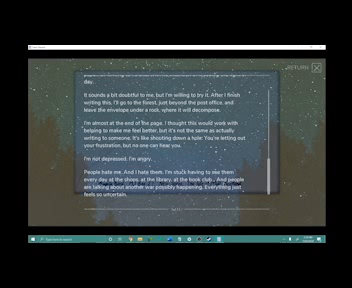 RETURN
day.
It sounds a bit doubtful to me, but I'm willing to try it. After I finish
writing this, I'll go to the forest, just beyond the post office, and
leave the envelope under a rock, where it will decompose.
I'm almost at the end of the page. I thought this would work with
helping to make me feel better, but it's not the same as actually
writing to someone. It's like shouting down a hole: You're letting out
your frustration, but no one can hear you.
I'm not depressed. I'm angry.
People hate me. And I hate them. I'm stuck having to see them
every day at the shops, at the library, at the book club. And people
are talking about another war possibly happening. Everything just
feels so uncertain.